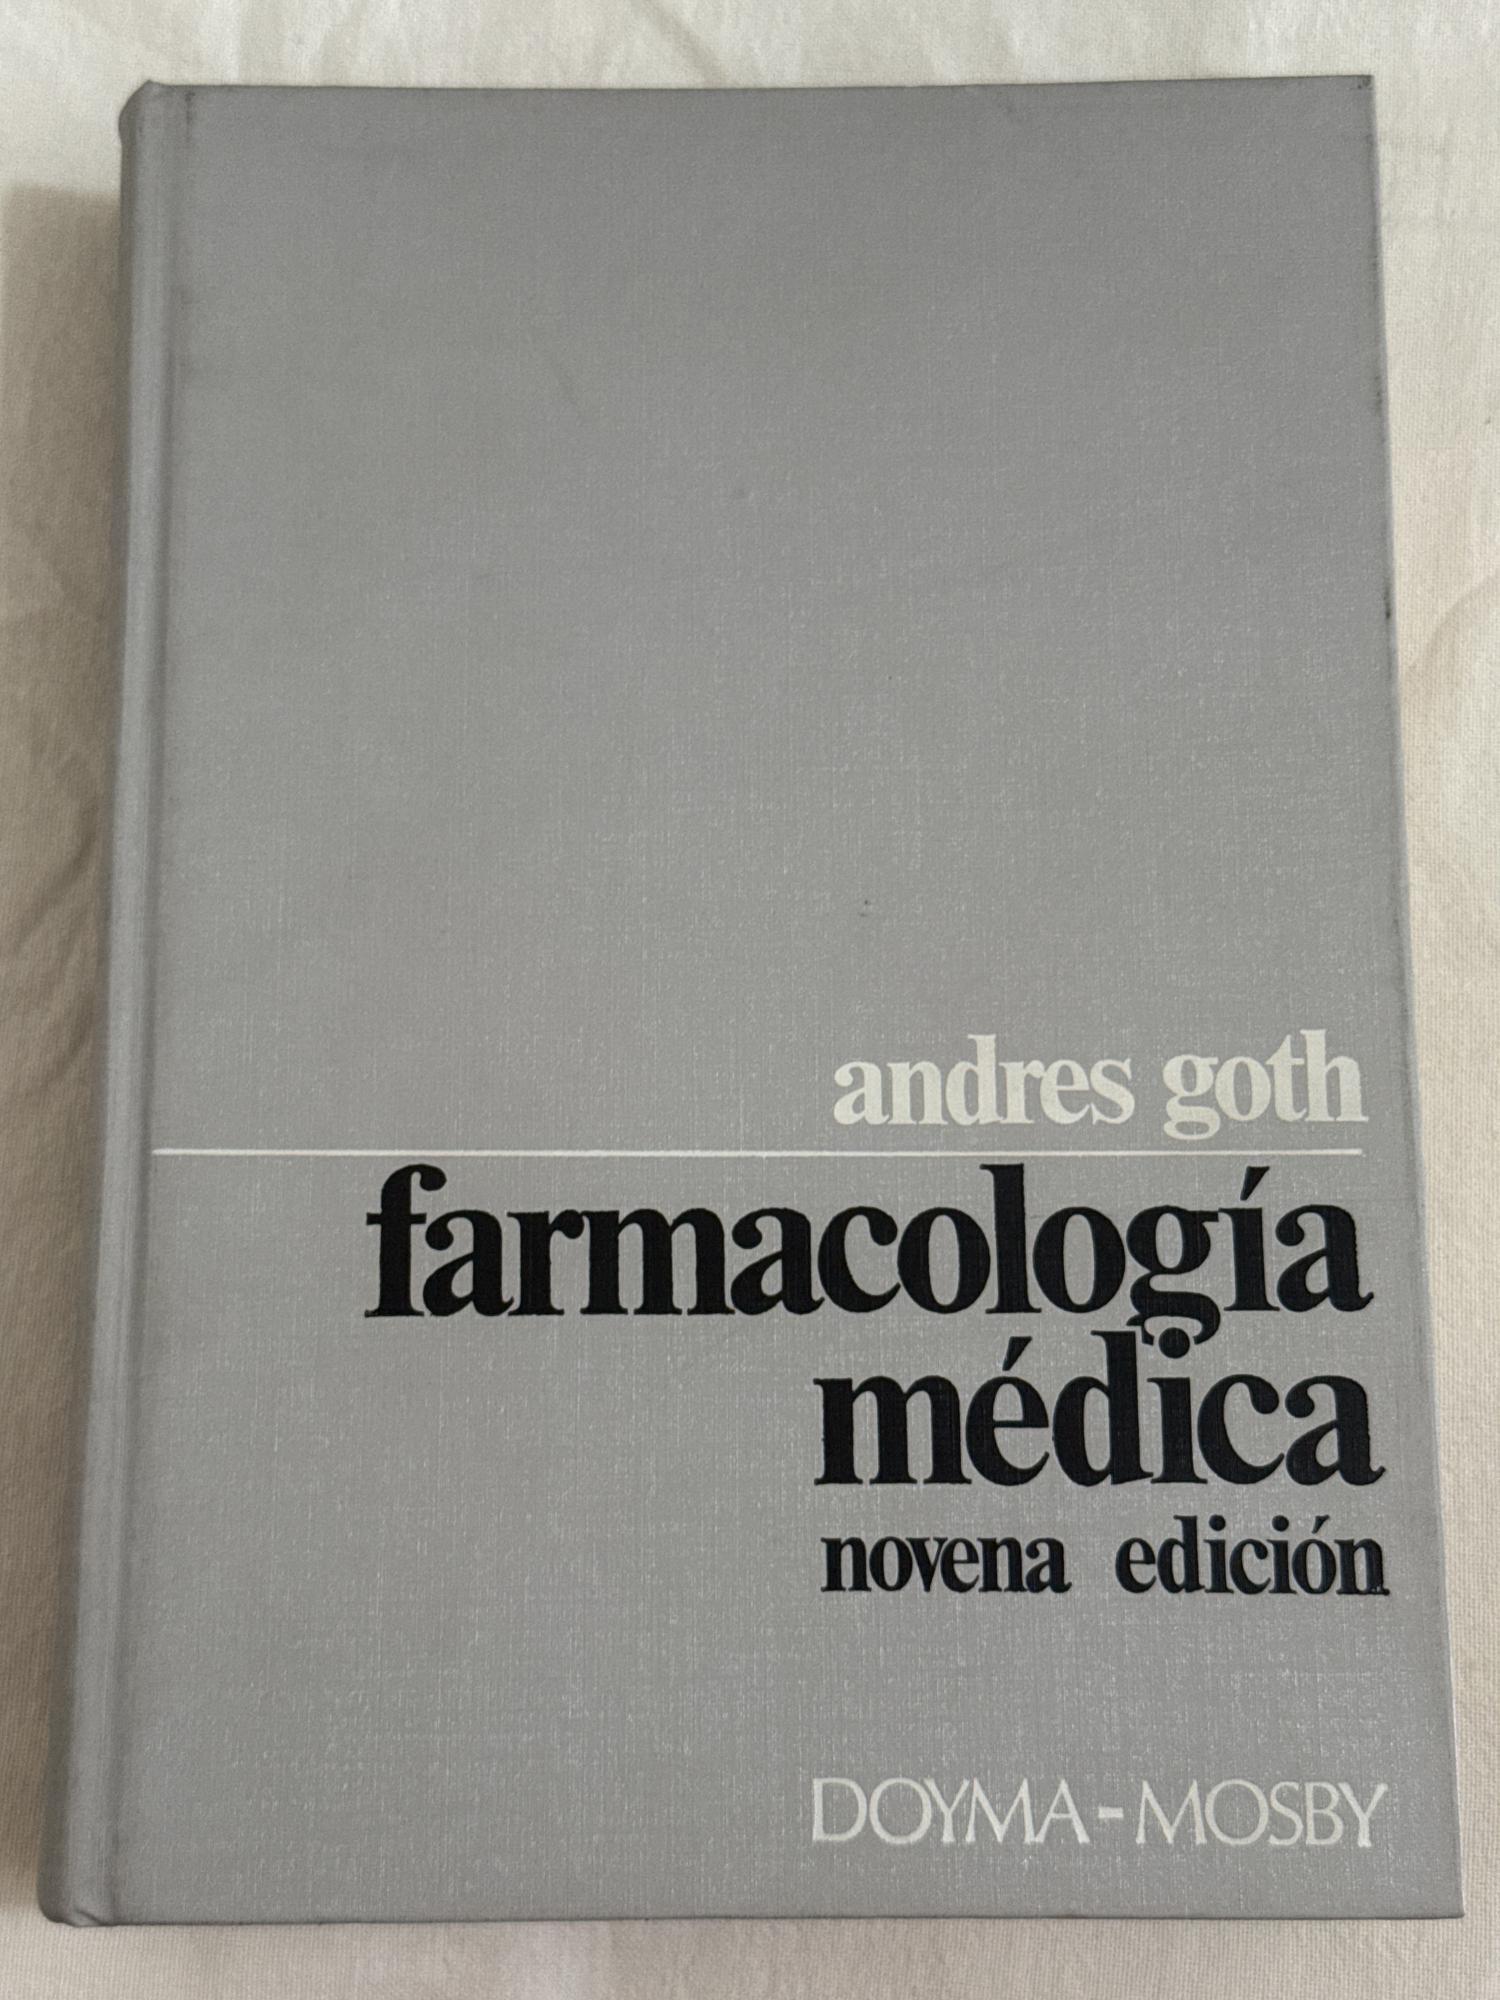 andres goth
farmacología
médica
novena edición
DOYMA-MOSBY